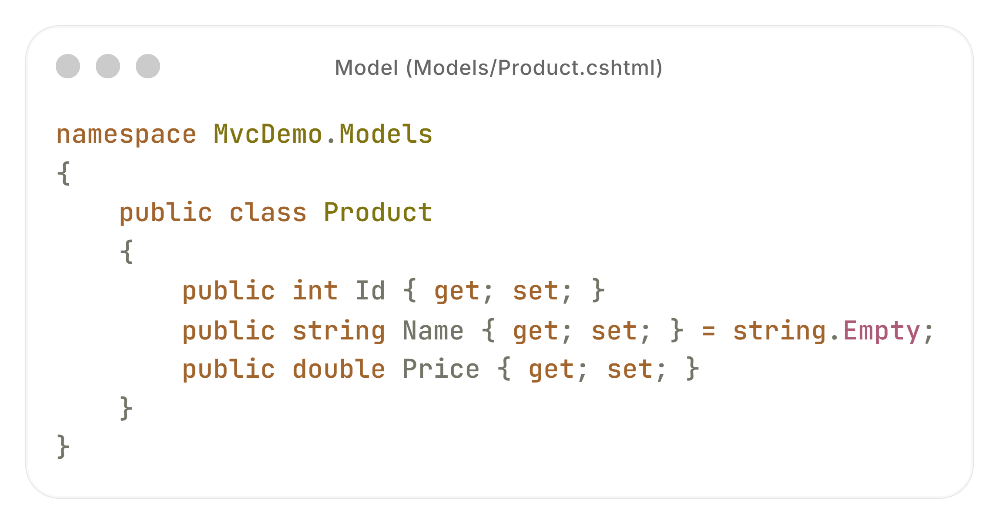 Model (Models/Product.cshtml)
namespace MvcDemo.Models
{
    public class Product
    {
        public int Id { get; set; }
        public string Name { get; set; } = string.Empty;
        public double Price { get; set; }
    }
}